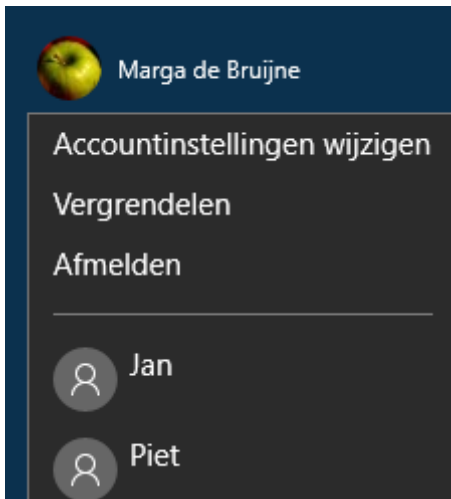 Marga de Bruijne
Accountinstellingen wijzigen
Vergrendelen
Afmelden
Jan
Piet